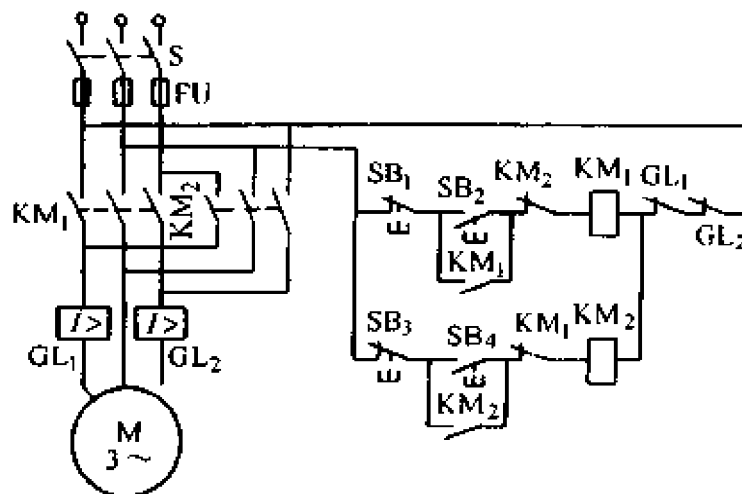 S
FU
KM₁
KM₂
SB₁
SB₂
KM₂
KM₁
GL₁
GL₂
KM₁
I>
I>
GL₁
GL₂
SB₃
SB₄
KM₁
KM₂
KM₂
M
3~